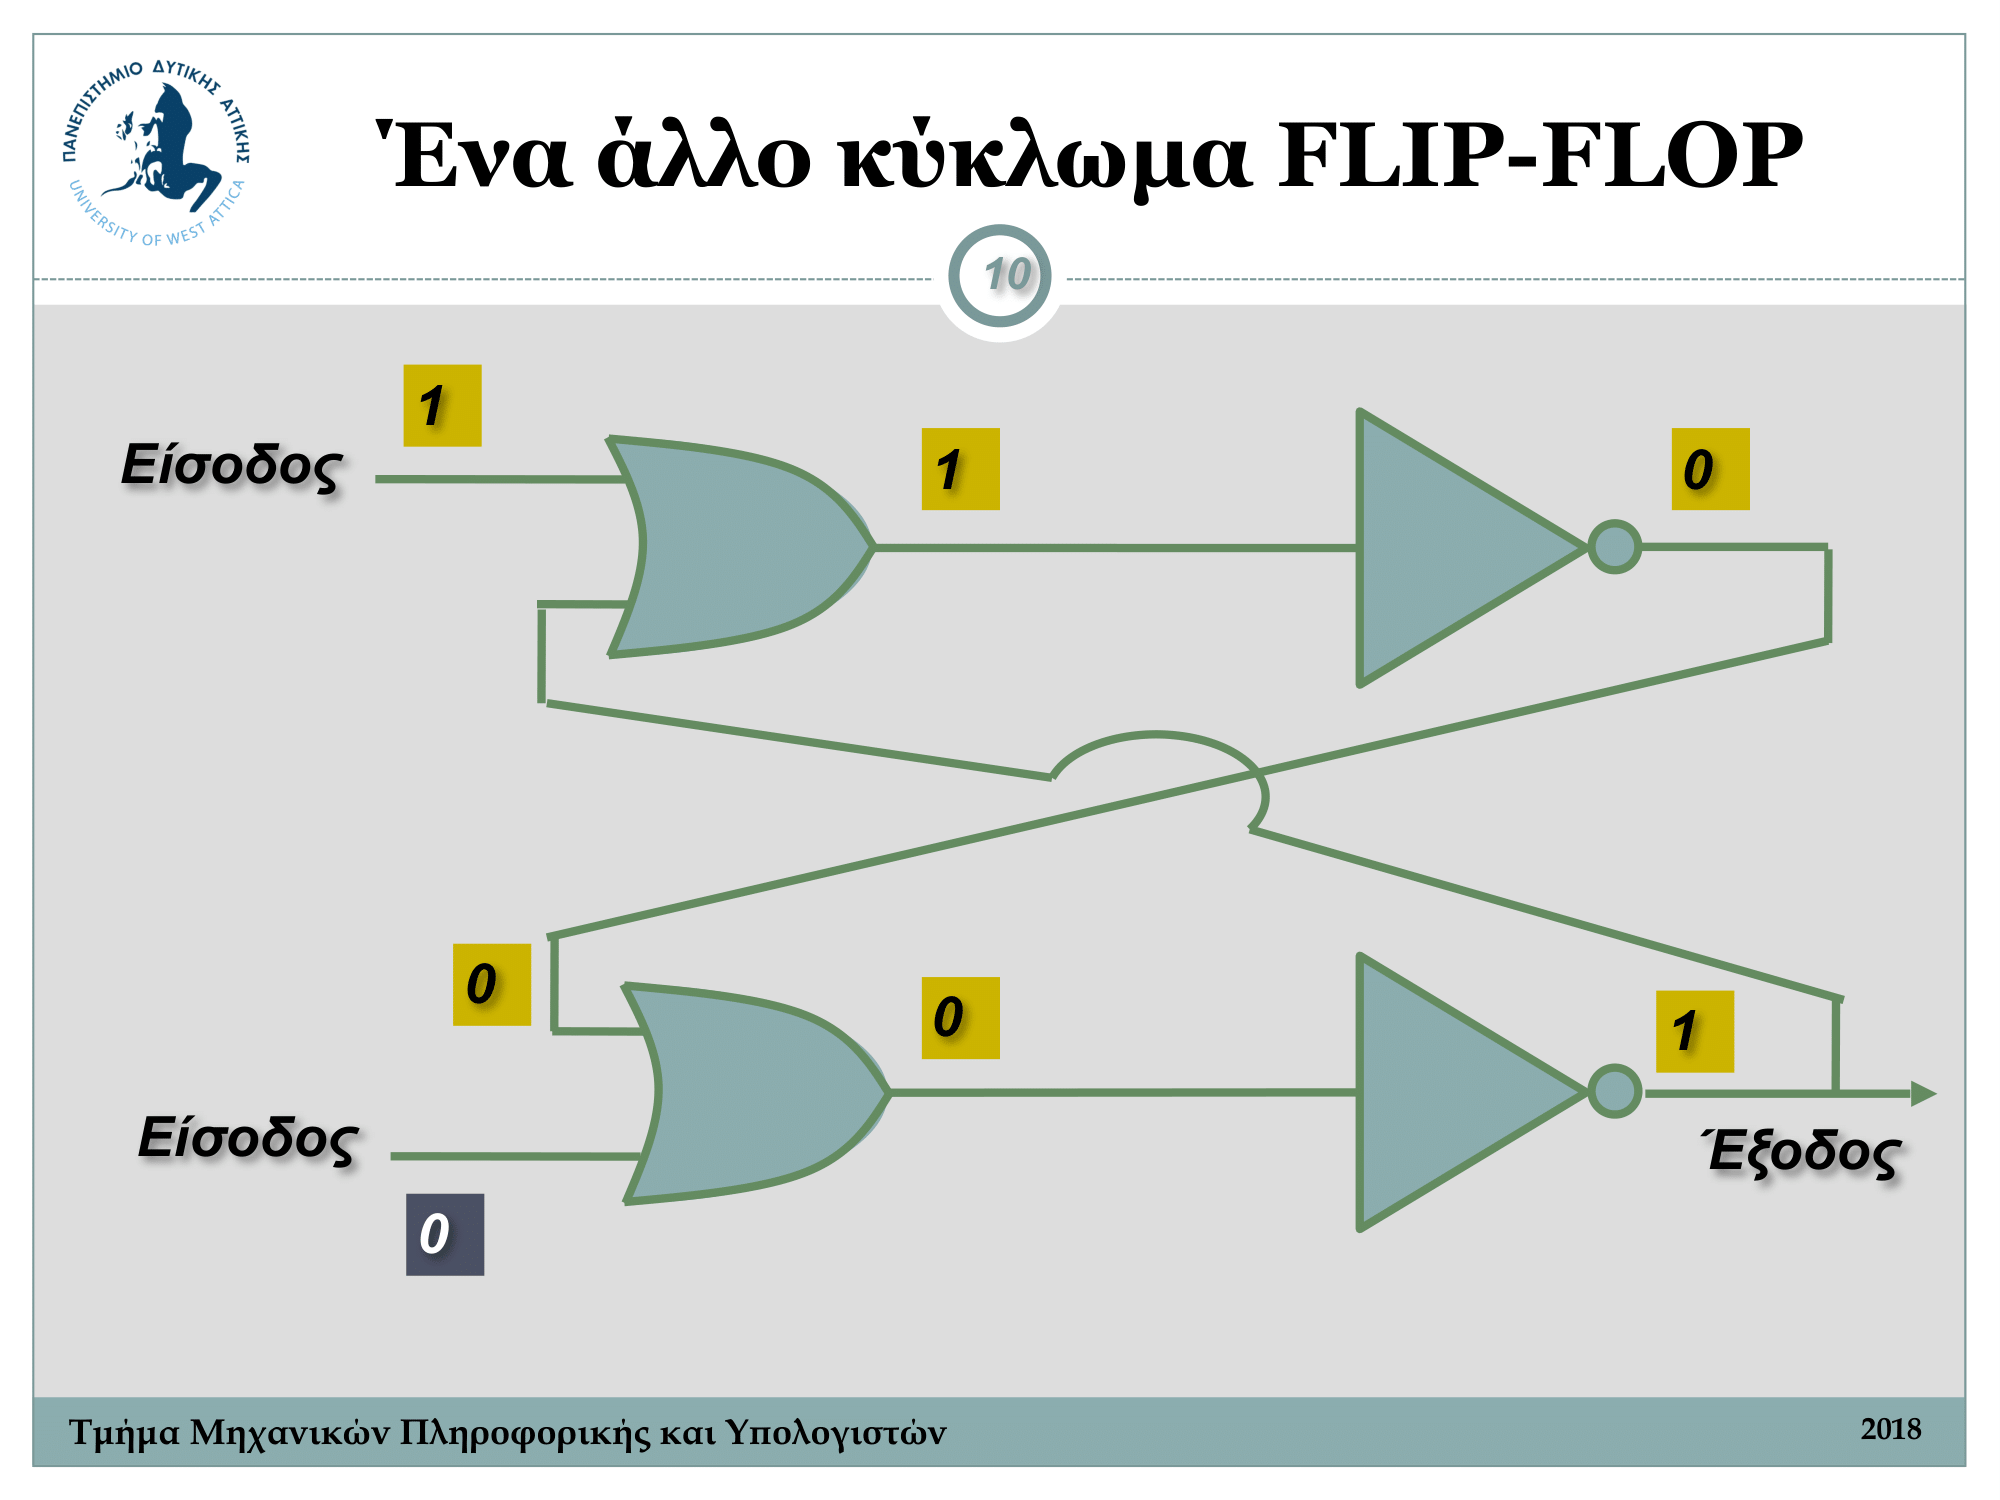 ΠΑΝΕΠΙΣΤΗΜΙΟ ΔΥΤΙΚΗΣ ΑΤΤΙΚΗΣ
UNIVERSITY OF WEST ATTICA
Ένα άλλο κύκλωμα FLIP-FLOP
10
1
Είσοδος
1
0
0
0
1
Είσοδος
Έξοδος
0
Τμήμα Μηχανικών Πληροφορικής και Υπολογιστών
2018